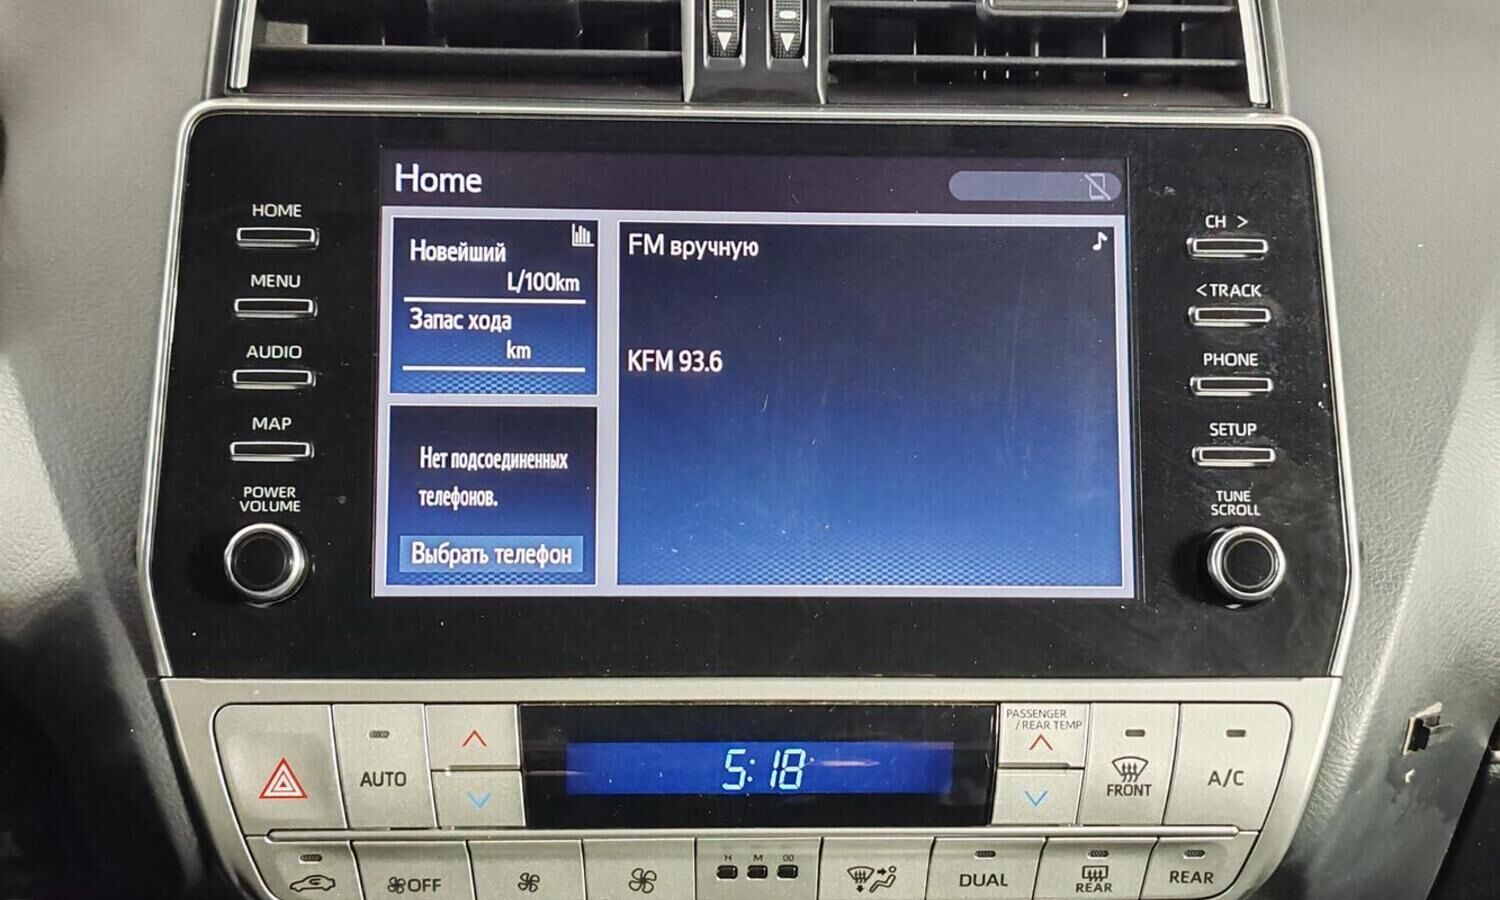 Home
HOME
MENU
AUDIO
MAP
POWER
VOLUME
Новейший
L/100km
Запас хода
km
Нет подсоединенных
телефонов.
Выбрать телефон
FM вручную
KFM 93.6
CH >
< TRACK
PHONE
SETUP
TUNE
SCROLL
AUTO
5:18
PASSENGER
/REAR TEMP
FRONT
A/C
OFF
H M 00
DUAL
REAR
REAR